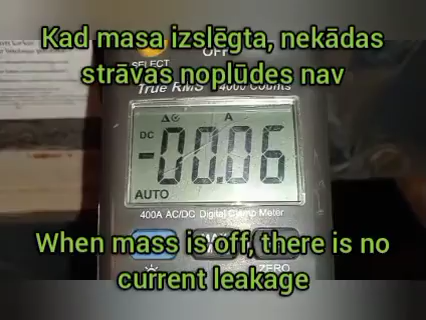 Kad masa izslēgta, nekādas
OFF
SELECT
strāvas noplūdes nav
True RMS 4000 Counts
A
DC
-00.06
AUTO
400A AC/DC Digital Clamp Meter
When mass is off, there is no
ZERO
current leakage